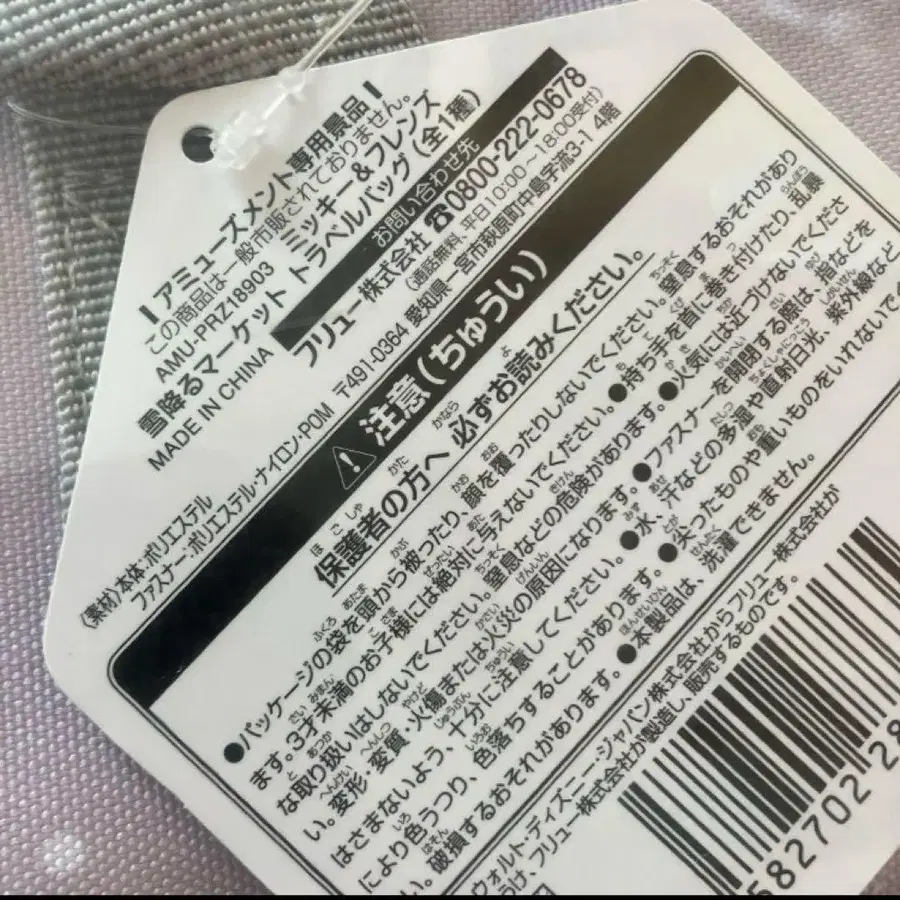 アミューズメント専用景品
この商品は一般市販されておりません。
AMU-PRZ18903 ミッキー&フレンズ
雪降るマーケット トラベルバッグ(全1種)
MADE IN CHINA
お問い合わせ先
フリュー株式会社 ☎0800-222-0678
(通話無料、平日10:00~18:00受付)
〒491-0364 愛知県一宮市萩原町中島字流3-1 4階
《素材》本体・ポリエステル
ファスナー・ポリエステル・ナイロン・POM
⚠注意(ちゅうい)
保護者の方へ 必ずお読みください。
●パッケージの袋を頭から被ったり、顔を覆ったりしないでください。窒息するおそれがあり
ます。3才未満のお子様には絶対に与えないでください。●持ち手を首に巻き付けたり、乱暴
な取り扱いはしないでください。窒息などの危険があります。●火気には近づけないでくださ
い。変形・変質・火傷または火災の原因になります。●ファスナーを開閉する際は、指などを
はさまないよう、十分に注意してください。●水、汗などの多湿や直射日光、紫外線など
により色うつり、色落ちすることがあります。●尖ったものや重いものをいれないで
破損するおそれがあります。●本製品は、洗濯できません。
ウォルト・ディズニー・ジャパン株式会社からフリュー株式会社が
け、フリュー株式会社が製造し、販売するものです。
582702 28